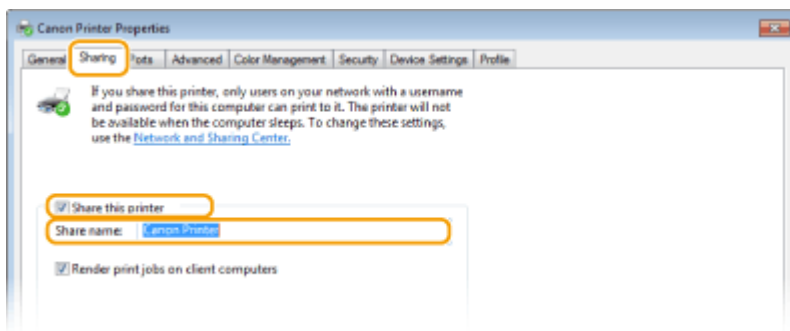 Canon Printer Properties
General Sharing Ports Advanced Color Management Security Device Settings Profile
If you share this printer, only users on your network with a username
and password for this computer can print to it. The printer will not
be available when the computer sleeps. To change these settings,
use the Network and Sharing Center.
Share this printer
Share name: Canon Printer
Render print jobs on client computers